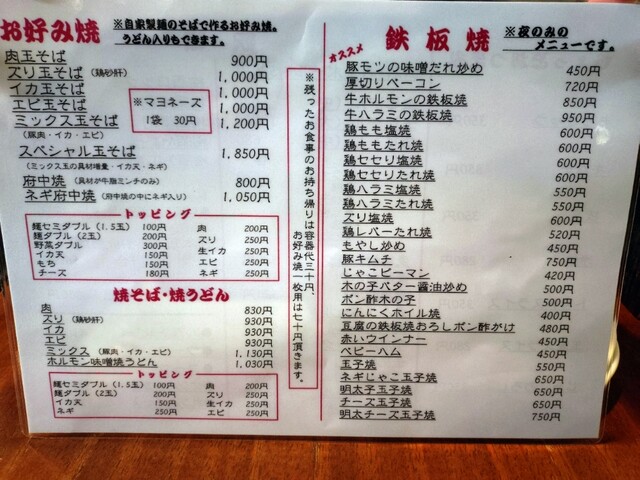 お好み焼
※自家製麺のそばで作るお好み焼。
うどん入りもできます。
肉玉そば 900円
ズリ玉そば（鶏砂肝） 1,000円
イカ玉そば 1,000円
エビ玉そば 1,000円
ミックス玉そば 1,200円
（豚肉・イカ・エビ）
※マヨネーズ
1袋 30円
スペシャル玉そば 1,850円
（ミックス玉の具材増量・イカ天・ネギ）
府中焼（具材が牛脂ミンチのみ） 800円
ネギ府中焼（府中焼の中にネギ入り） 1,050円
トッピング
麺セミダブル（1.5玉） 100円 肉 200円
麺ダブル（2玉） 200円 ズリ 250円
野菜ダブル 300円 生イカ 250円
イカ天 150円 エビ 250円
もち 150円 ネギ 250円
チーズ 180円
焼そば・焼うどん
肉 830円
ズリ（鶏砂肝） 930円
イカ 930円
エビ 930円
ミックス（豚肉・イカ・エビ） 1,130円
ホルモン味噌焼うどん 1,030円
トッピング
麺セミダブル（1.5玉） 100円 肉 200円
麺ダブル（2玉） 200円 ズリ 250円
イカ天 150円 生イカ 250円
ネギ 250円 エビ 250円
※残ったお食事のお持ち帰りは容器代三十円、
お好み焼一枚用は七十円頂きます。
鉄板焼
※夜のみの
メニューです。
オススメ
豚モツの味噌だれ炒め 450円
厚切りベーコン 720円
牛ホルモンの鉄板焼 850円
牛ハラミの鉄板焼 950円
鶏もも塩焼 600円
鶏ももたれ焼 600円
鶏セセリ塩焼 600円
鶏セセリたれ焼 600円
鶏ハラミ塩焼 550円
鶏ハラミたれ焼 550円
ズリ塩焼 600円
鶏レバーたれ焼 520円
もやし炒め 450円
豚キムチ 750円
じゃこピーマン 420円
木の子バター醤油炒め 500円
ポン酢木の子 500円
にんにくホイル焼 400円
豆腐の鉄板焼おろしポン酢がけ 480円
赤いウインナー 450円
ベビーハム 450円
玉子焼 550円
ネギじゃこ玉子焼 650円
明太子玉子焼 650円
チーズ玉子焼 650円
明太チーズ玉子焼 750円